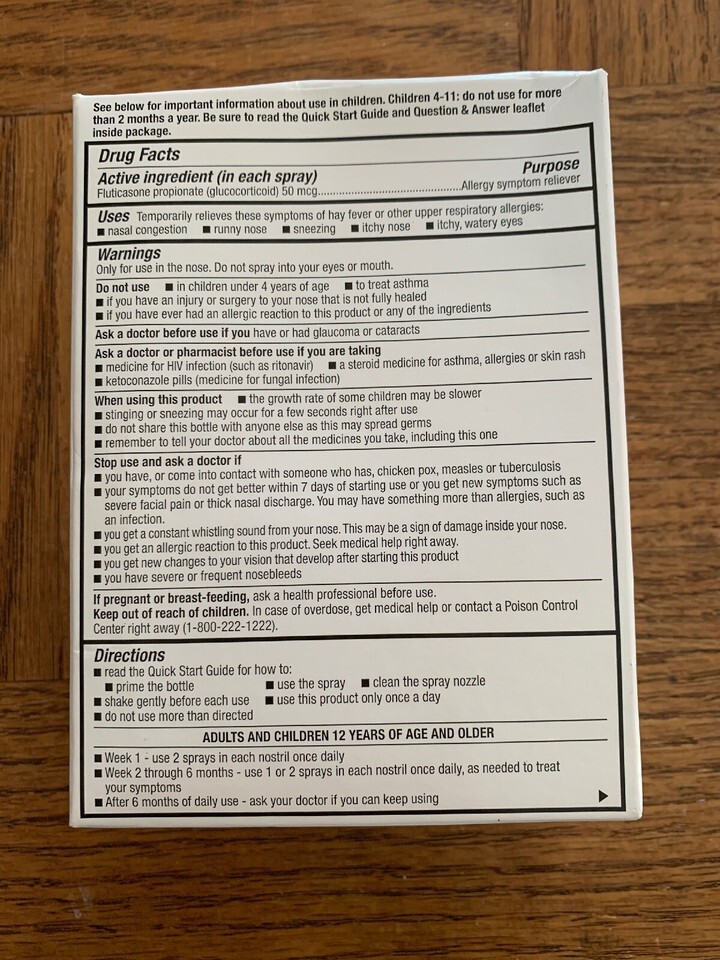 See below for important information about use in children. Children 4-11: do not use for more
than 2 months a year. Be sure to read the Quick Start Guide and Question & Answer leaflet
inside package.
Drug Facts
Active ingredient (in each spray) Purpose
Fluticasone propionate (glucocorticoid) 50 mcg................................................Allergy symptom reliever
Uses Temporarily relieves these symptoms of hay fever or other upper respiratory allergies:
■ nasal congestion ■ runny nose ■ sneezing ■ itchy nose ■ itchy, watery eyes
Warnings
Only for use in the nose. Do not spray into your eyes or mouth.
Do not use ■ in children under 4 years of age ■ to treat asthma
■ if you have an injury or surgery to your nose that is not fully healed
■ if you have ever had an allergic reaction to this product or any of the ingredients
Ask a doctor before use if you have or had glaucoma or cataracts
Ask a doctor or pharmacist before use if you are taking
■ medicine for HIV infection (such as ritonavir) ■ a steroid medicine for asthma, allergies or skin rash
■ ketoconazole pills (medicine for fungal infection)
When using this product ■ the growth rate of some children may be slower
■ stinging or sneezing may occur for a few seconds right after use
■ do not share this bottle with anyone else as this may spread germs
■ remember to tell your doctor about all the medicines you take, including this one
Stop use and ask a doctor if
■ you have, or come into contact with someone who has, chicken pox, measles or tuberculosis
■ your symptoms do not get better within 7 days of starting use or you get new symptoms such as
severe facial pain or thick nasal discharge. You may have something more than allergies, such as
an infection.
■ you get a constant whistling sound from your nose. This may be a sign of damage inside your nose.
■ you get an allergic reaction to this product. Seek medical help right away.
■ you get new changes to your vision that develop after starting this product
■ you have severe or frequent nosebleeds
If pregnant or breast-feeding, ask a health professional before use.
Keep out of reach of children. In case of overdose, get medical help or contact a Poison Control
Center right away (1-800-222-1222).
Directions
■ read the Quick Start Guide for how to:
■ prime the bottle ■ use the spray ■ clean the spray nozzle
■ shake gently before each use ■ use this product only once a day
■ do not use more than directed
ADULTS AND CHILDREN 12 YEARS OF AGE AND OLDER
■ Week 1 - use 2 sprays in each nostril once daily
■ Week 2 through 6 months - use 1 or 2 sprays in each nostril once daily, as needed to treat
your symptoms
■ After 6 months of daily use - ask your doctor if you can keep using